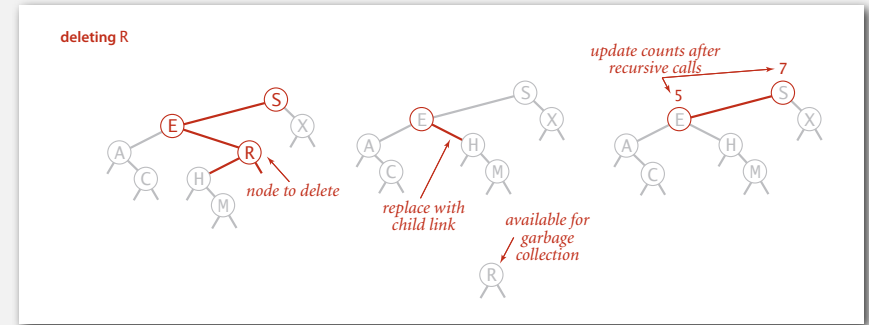 deleting R
S
E
X
A
R
C
H
M
node to delete
S
E
X
A
H
C
M
replace with
child link
available for
garbage
collection
R
update counts after
recursive calls
7
5
S
E
X
A
H
C
M